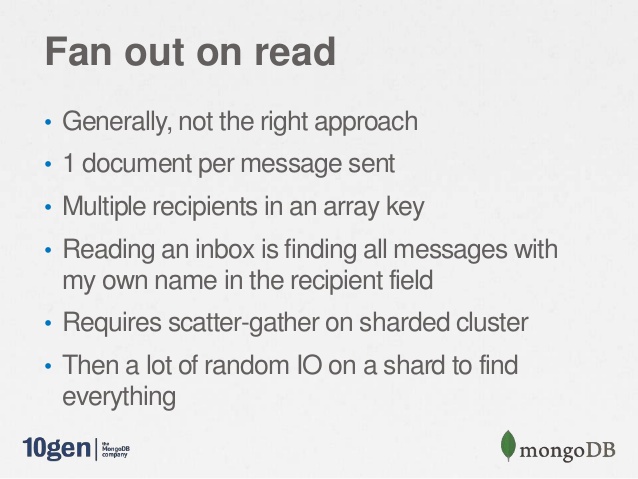 Fan out on read
• Generally, not the right approach
• 1 document per message sent
• Multiple recipients in an array key
• Reading an inbox is finding all messages with
my own name in the recipient field
• Requires scatter-gather on sharded cluster
• Then a lot of random IO on a shard to find
everything
10gen | the MongoDB company
mongoDB